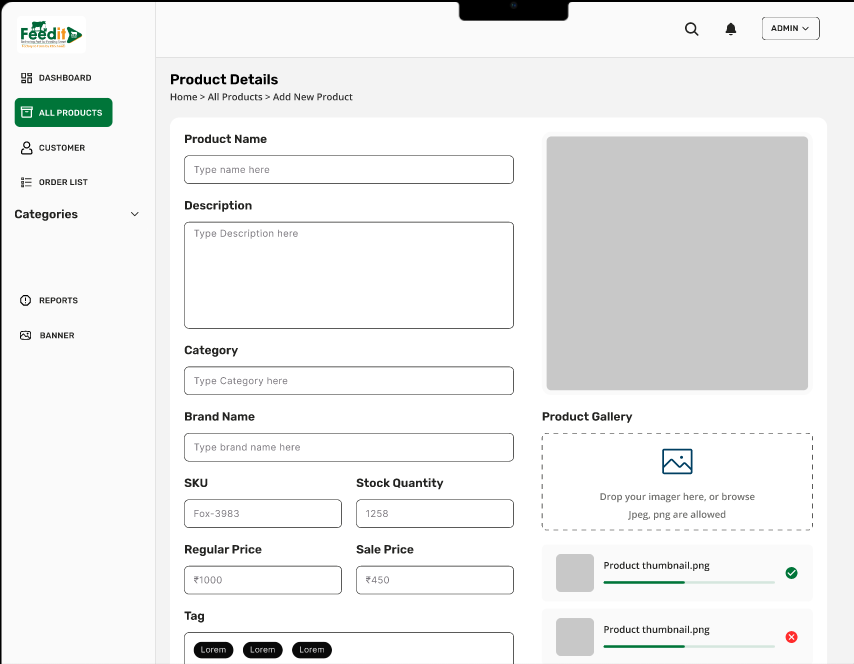 Feedit
ADMIN
DASHBOARD
ALL PRODUCTS
CUSTOMER
ORDER LIST
Categories
REPORTS
BANNER
Product Details
Home > All Products > Add New Product
Product Name
Type name here
Description
Type Description here
Category
Type Category here
Brand Name
Type brand name here
SKU
Stock Quantity
Fox-3983
1258
Regular Price
Sale Price
₹1000
₹450
Tag
Lorem Lorem Lorem
Product Gallery
Drop your imager here, or browse
Jpeg, png are allowed
Product thumbnail.png
Product thumbnail.png